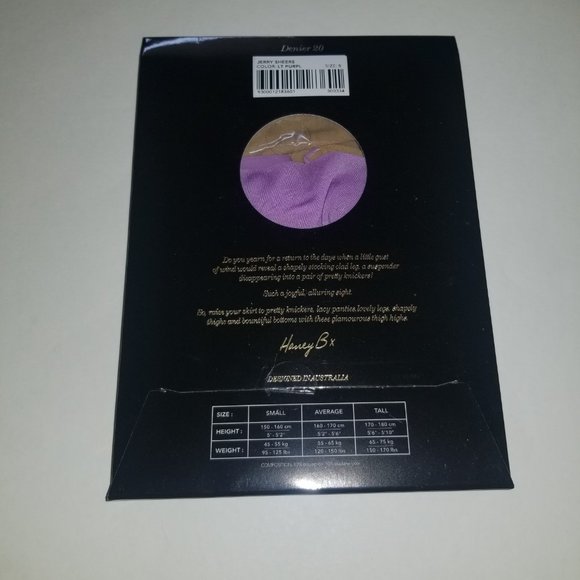 Denier 20
JERRY SHEERS
COLOR: LT PURPL SIZE: S
Do you yearn for a return to the days when a little gust
of wind would reveal a shapely stocking clad leg, a suspender
disappearing into a pair of pretty knickers!
Such a joyful, alluring sight.
So, raise your skirt to pretty knickers, lacy panties lovely legs, shapely
thighs and bountiful bottoms with these glamourous thigh highs.
Honey B x
DESIGNED IN AUSTRALIA
SIZE : SMALL AVERAGE TALL
HEIGHT : 150 - 160 cm 160 - 170 cm 170 - 180 cm
5' - 5'2" 5'2" - 5'6" 5'6" - 5'10"
WEIGHT : 45 - 55 kg 55 - 65 kg 65 - 75 kg
95 - 125 lbs 120 - 150 lbs 150 - 170 lbs
COMPOSITION: